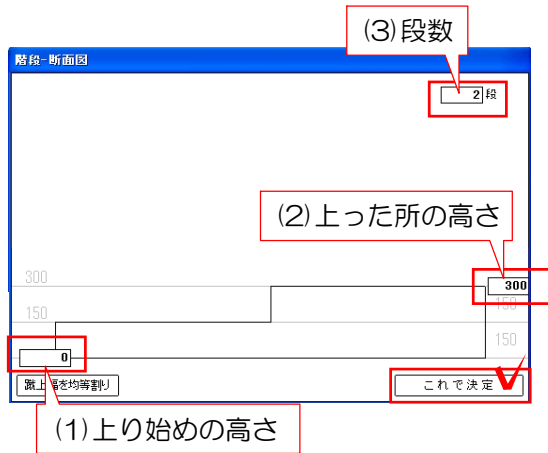 (3)段数
階段-断面図
2 段
(2)上った所の高さ
300
300
150
150
150
0
蹴上幅を均等割り
これで決定
(1)上り始めの高さ